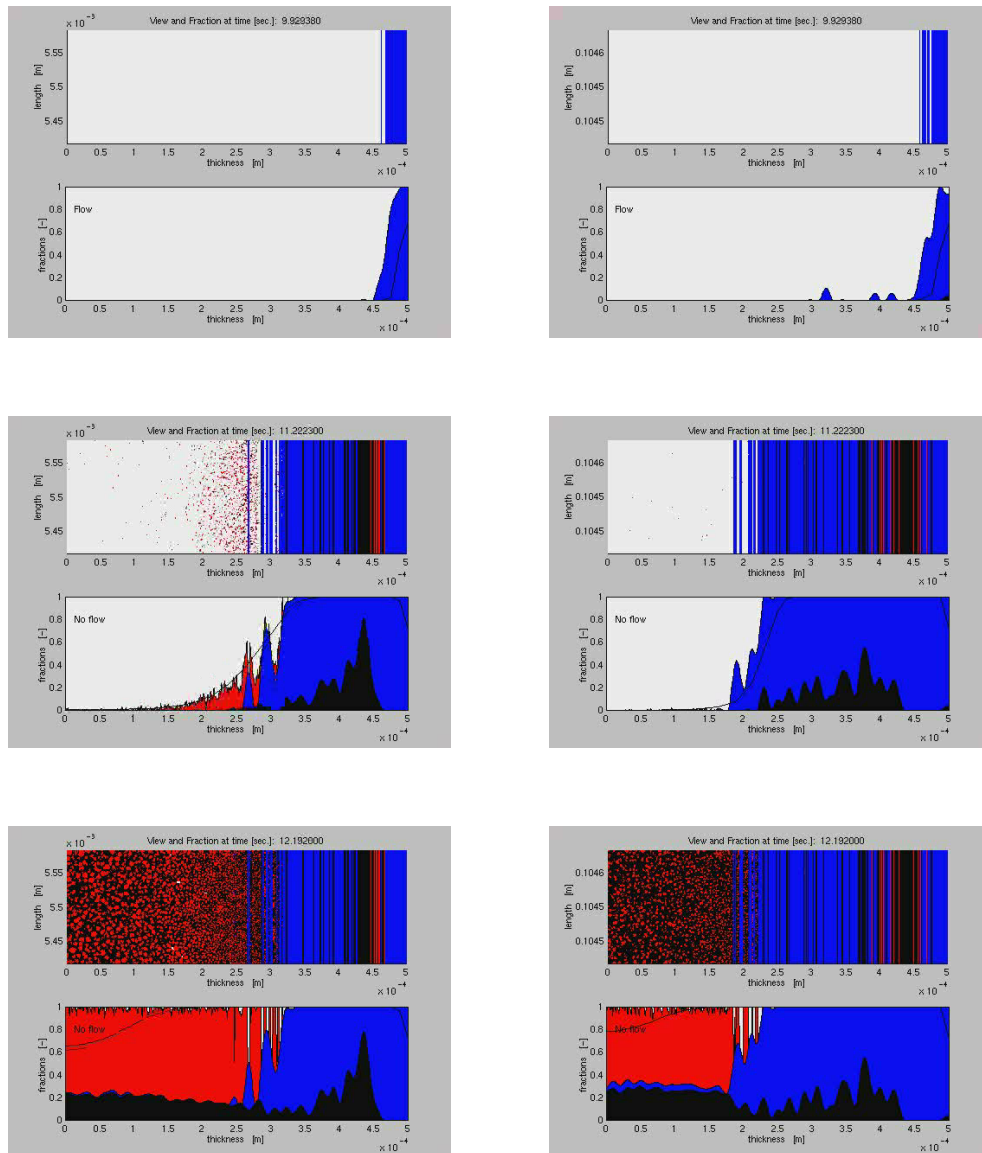 View and Fraction at time [sec.]: 9.929380
x 10 -3
5.55
5.5
5.45
length [m]
0 0.5 1 1.5 2 2.5 3 3.5 4 4.5 5
thickness [m]
x 10 -4
1
0.8
0.6
0.4
0.2
0
fractions [-]
Flow
0 0.5 1 1.5 2 2.5 3 3.5 4 4.5 5
thickness [m]
x 10 -4
View and Fraction at time [sec.]: 9.929380
0.1046
0.1045
0.1045
length [m]
0 0.5 1 1.5 2 2.5 3 3.5 4 4.5 5
thickness [m]
x 10 -4
1
0.8
0.6
0.4
0.2
0
fractions [-]
Flow
0 0.5 1 1.5 2 2.5 3 3.5 4 4.5 5
thickness [m]
x 10 -4
View and Fraction at time [sec.]: 11.222300
x 10 -3
5.55
5.5
5.45
length [m]
0 0.5 1 1.5 2 2.5 3 3.5 4 4.5 5
thickness [m]
x 10 -4
1
0.8
0.6
0.4
0.2
0
fractions [-]
No flow
0 0.5 1 1.5 2 2.5 3 3.5 4 4.5 5
thickness [m]
x 10 -4
View and Fraction at time [sec.]: 11.222300
0.1046
0.1045
0.1045
length [m]
0 0.5 1 1.5 2 2.5 3 3.5 4 4.5 5
thickness [m]
x 10 -4
1
0.8
0.6
0.4
0.2
0
fractions [-]
No flow
0 0.5 1 1.5 2 2.5 3 3.5 4 4.5 5
thickness [m]
x 10 -4
View and Fraction at time [sec.]: 12.192000
x 10 -3
5.55
5.5
5.45
length [m]
0 0.5 1 1.5 2 2.5 3 3.5 4 4.5 5
thickness [m]
x 10 -4
1
0.8
0.6
0.4
0.2
0
fractions [-]
No flow
0 0.5 1 1.5 2 2.5 3 3.5 4 4.5 5
thickness [m]
x 10 -4
View and Fraction at time [sec.]: 12.192000
0.1046
0.1045
0.1045
length [m]
0 0.5 1 1.5 2 2.5 3 3.5 4 4.5 5
thickness [m]
x 10 -4
1
0.8
0.6
0.4
0.2
0
fractions [-]
No flow
0 0.5 1 1.5 2 2.5 3 3.5 4 4.5 5
thickness [m]
x 10 -4